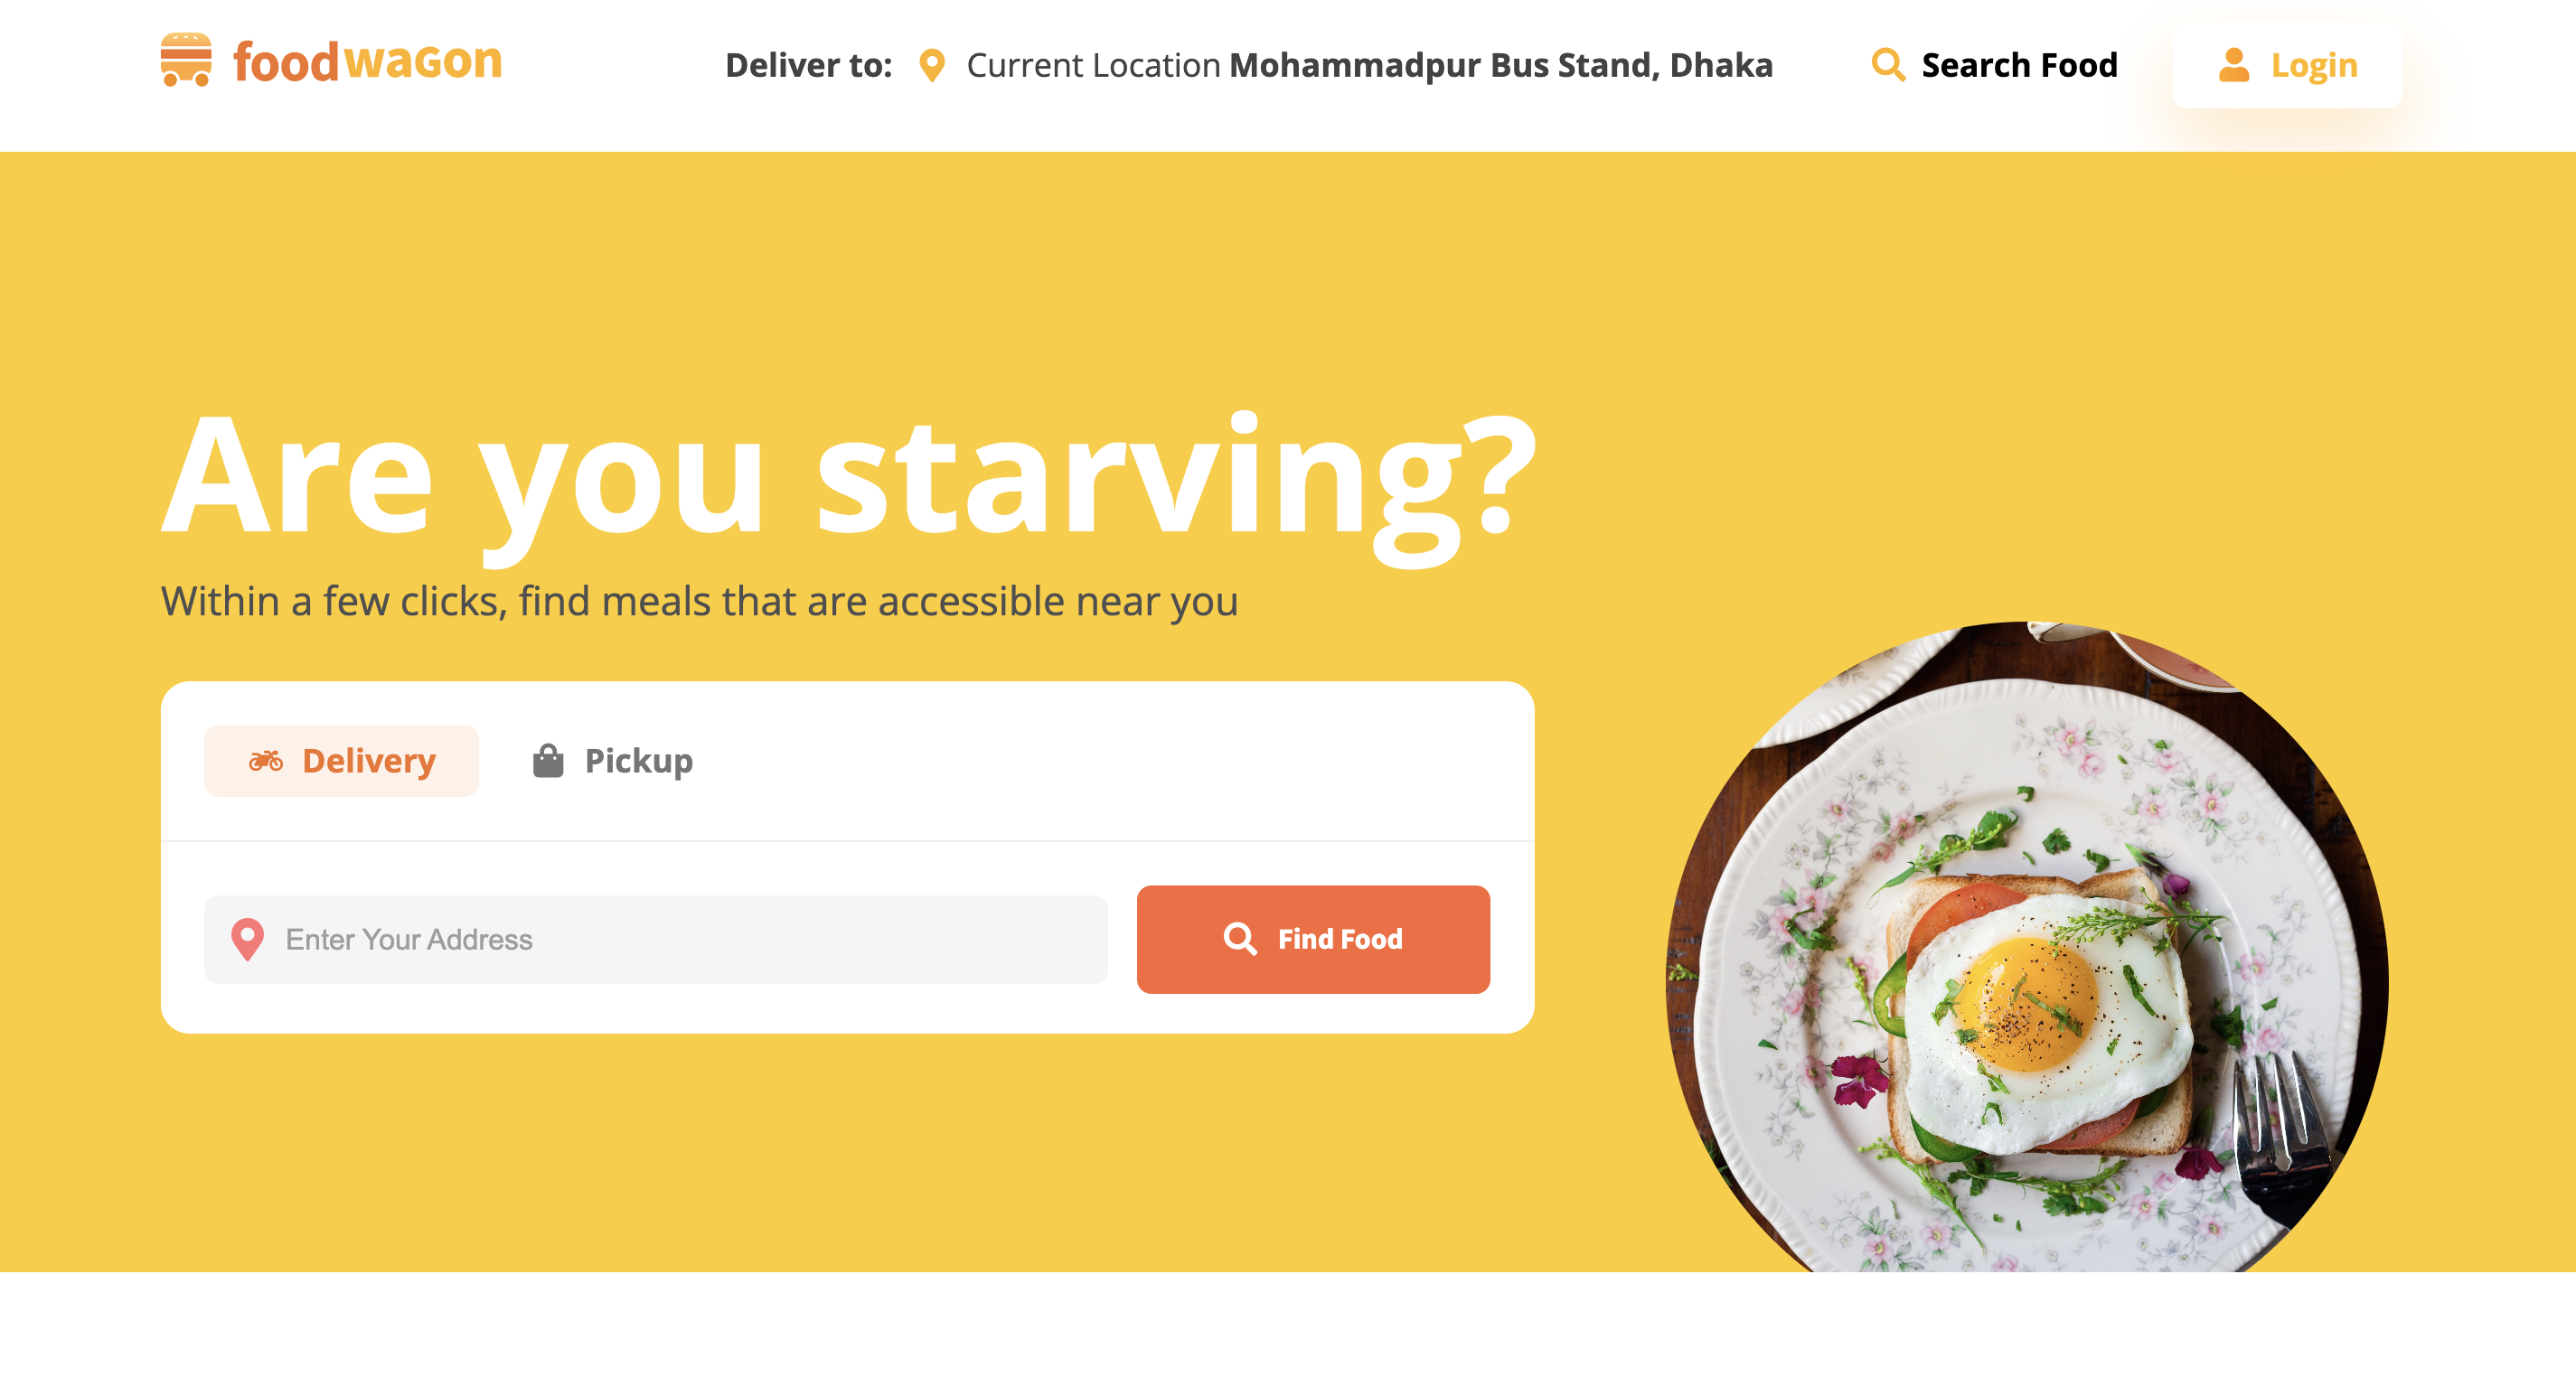 foodwaGon
Deliver to: Current Location Mohammadpur Bus Stand, Dhaka
Search Food
Login
Are you starving?
Within a few clicks, find meals that are accessible near you
Delivery
Pickup
Enter Your Address
Find Food